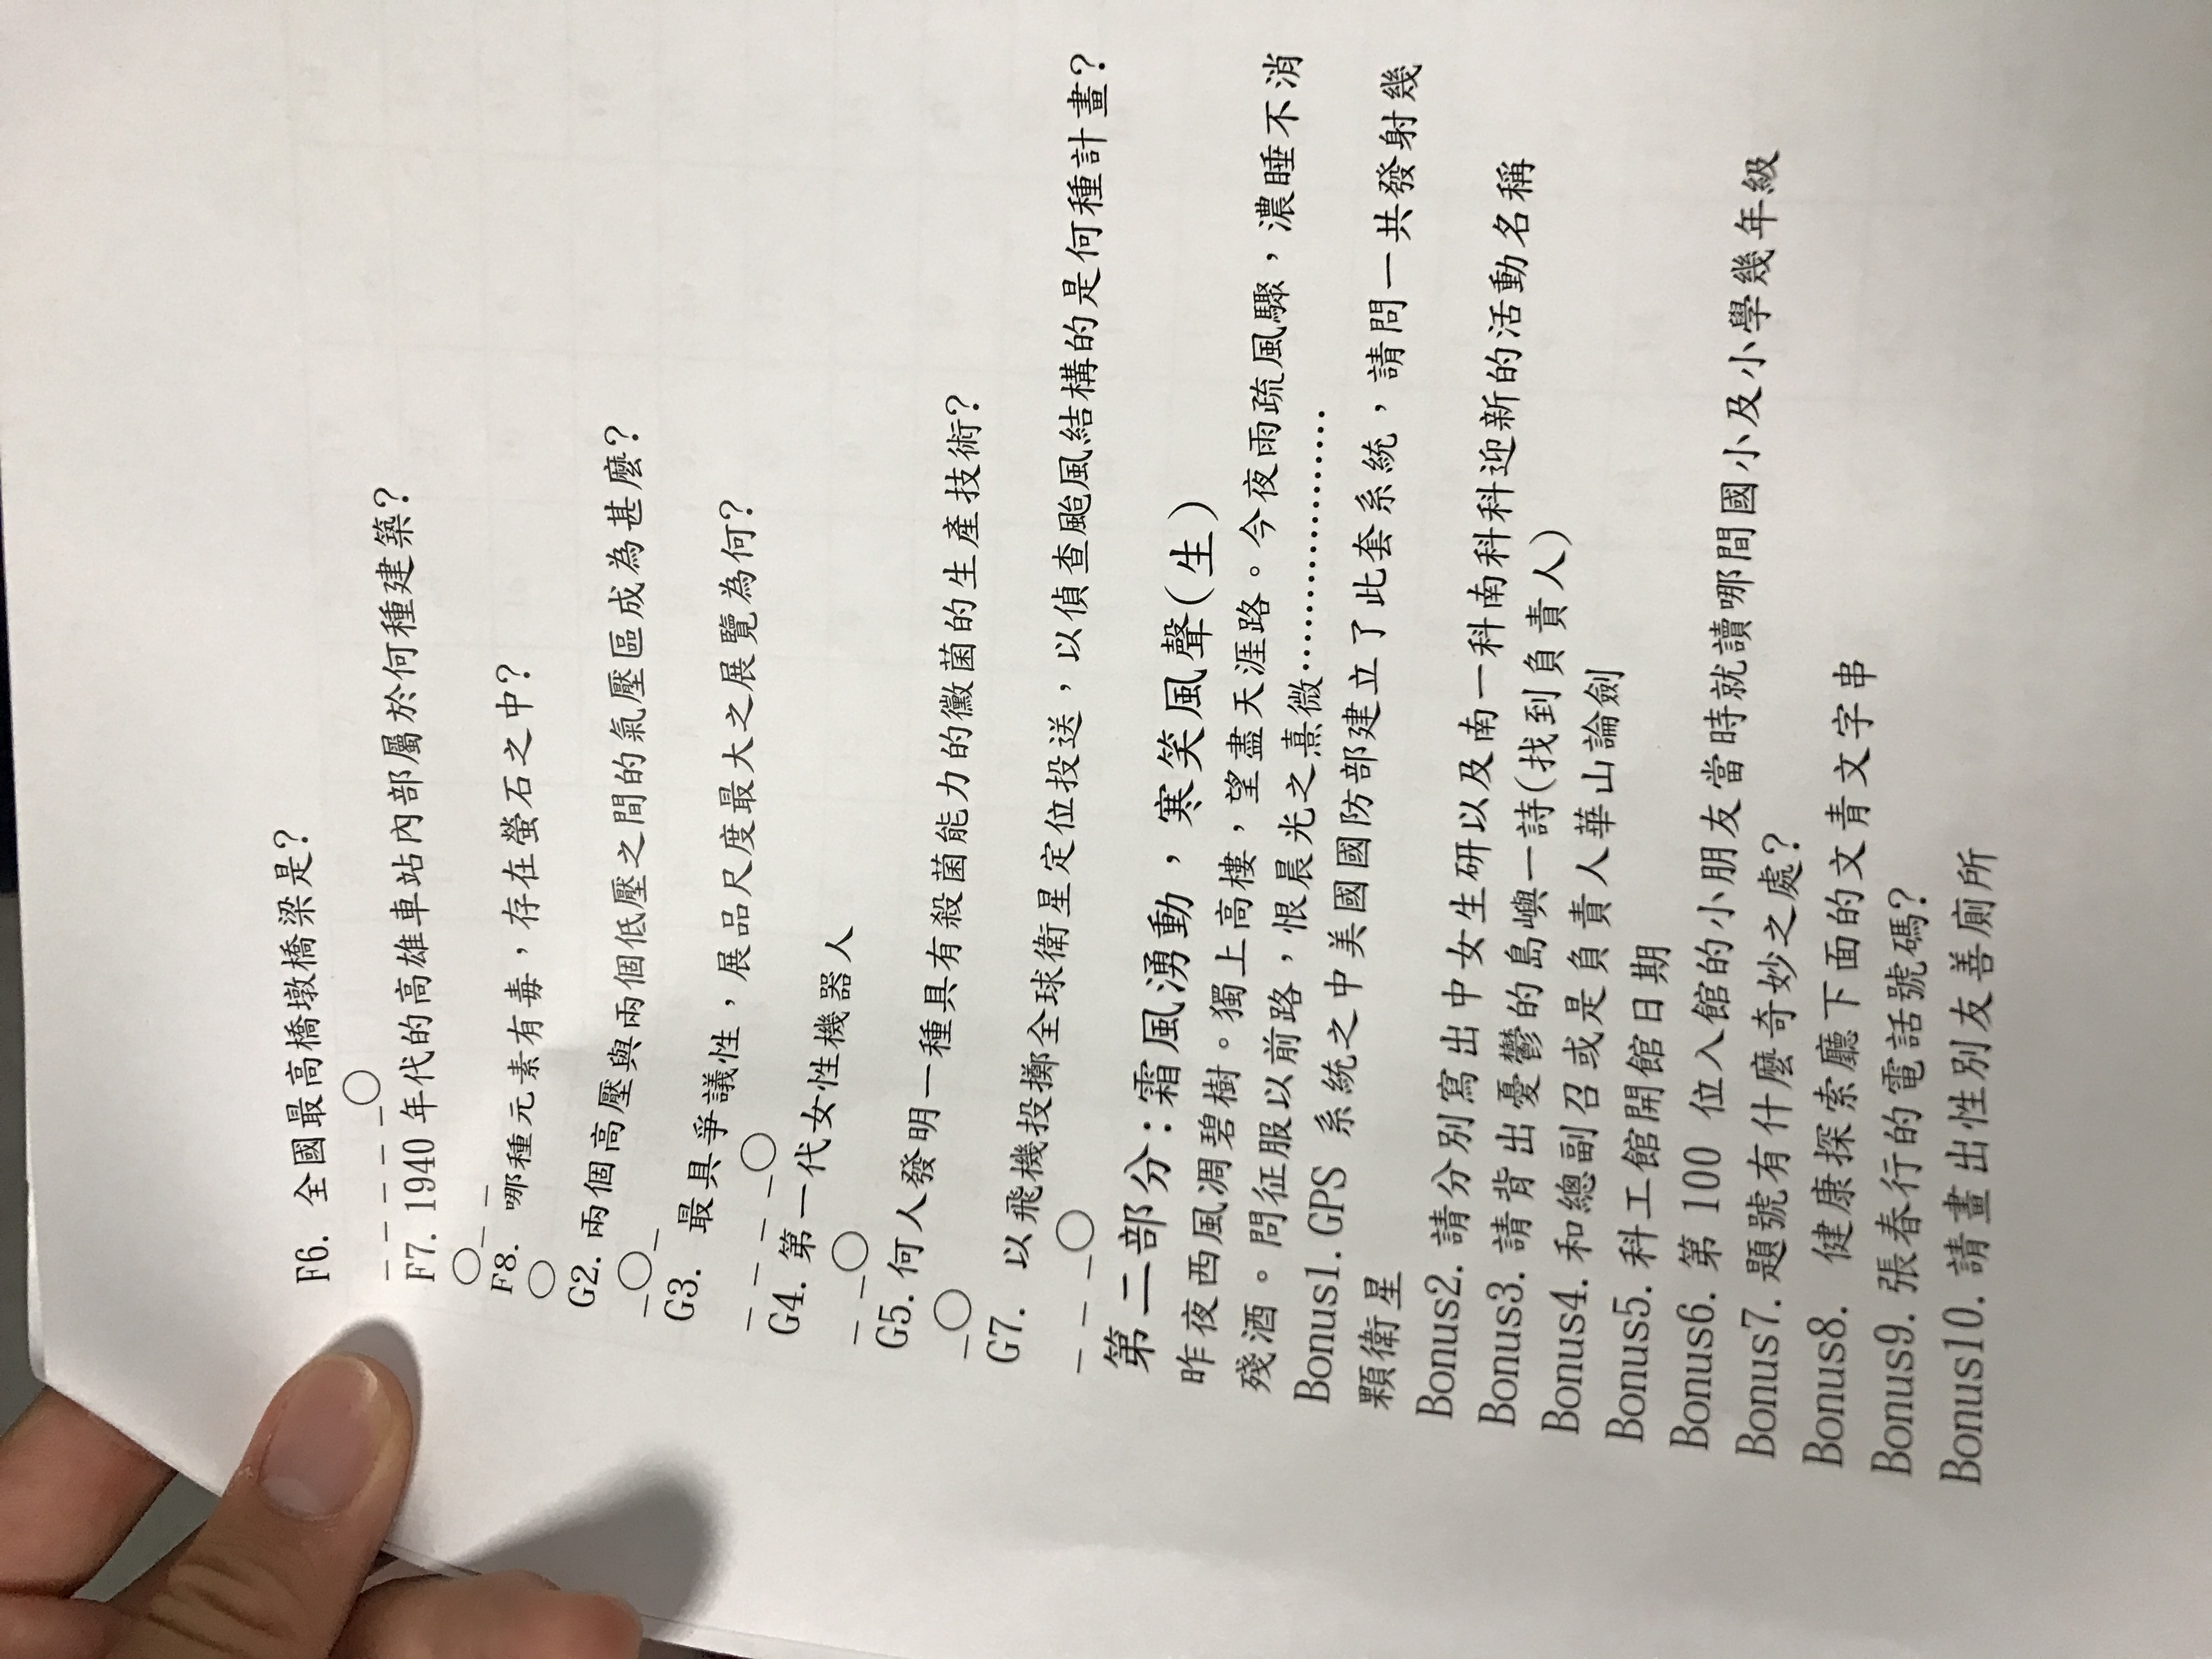 F6. 全國最高橋墩橋梁是?
_ _ _ _ _○
F7. 1940 年代的高雄車站內部屬於何種建築?
○_ _
F8. 哪種元素有毒，存在螢石之中?
○
G2. 兩個高壓與兩個低壓之間的氣壓區成為甚麼?
_○_
G3. 最具爭議性，展品尺度最大之展覽為何?
_ _ _ _○
G4. 第一代女性機器人
_ _○
G5. 何人發明一種具有殺菌能力的黴菌的生產技術?
_○
G7. 以飛機投擲全球衛星定位投送，以偵查颱風結構的是何種計畫?
_ _ _○
第二部分:霜風湧動，寒笑風聲(生)
昨夜西風凋碧樹。獨上高樓，望盡天涯路。今夜雨疏風驟，濃睡不消
殘酒。問征服以前路，恨晨光之熹微………………
Bonus1. GPS 系統之中美國國防部建立了此套系統，請問一共發射幾
顆衛星
Bonus2. 請分別寫出中女生研以及南一科南科科迎新的活動名稱
Bonus3. 請背出憂鬱的島嶼一詩(找到負責人)
Bonus4. 和總副召或是負責人華山論劍
Bonus5. 科工館開館日期
Bonus6. 第 100 位入館的小朋友當時就讀哪間國小及小學幾年級
Bonus7. 題號有什麼奇妙之處?
Bonus8. 健康探索廳下面的文青文字串
Bonus9. 張春行的電話號碼?
Bonus10. 請畫出性別友善廁所